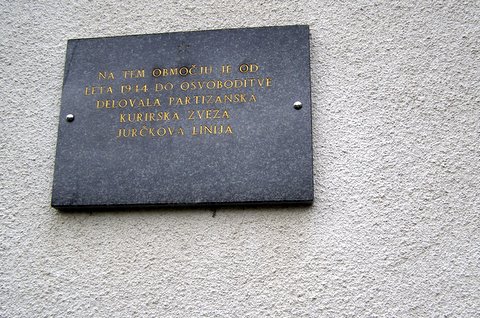 NA TEM OBMOČJU JE OD
LETA 1944 DO OSVOBODITVE
DELOVALA PARTIZANSKA
KURIRSKA ZVEZA
JURČKOVA LINIJA